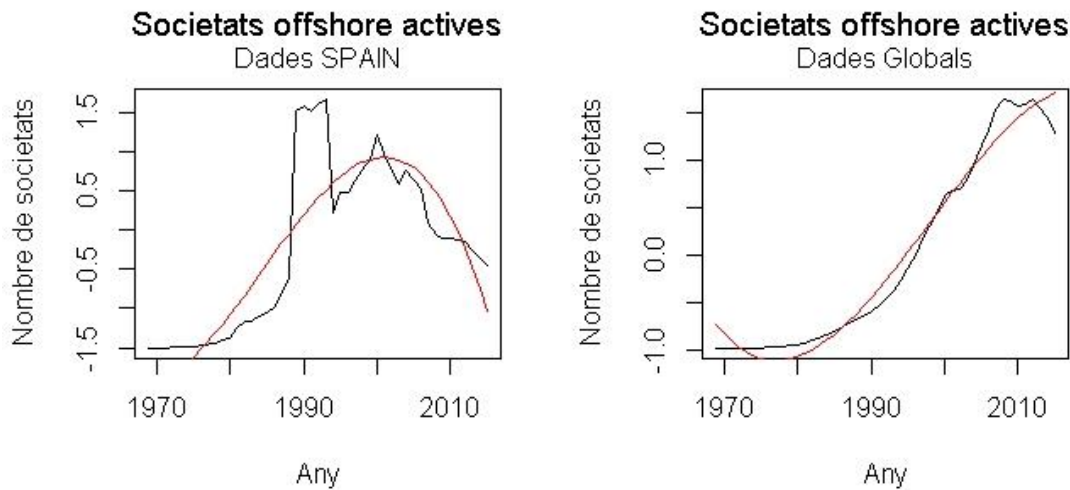 Societats offshore actives
Dades SPAIN
Nombre de societats
1.5
0.5
-0.5
-1.5
1970
1990
2010
Any
Societats offshore actives
Dades Globals
Nombre de societats
1.0
0.0
-1.0
1970
1990
2010
Any